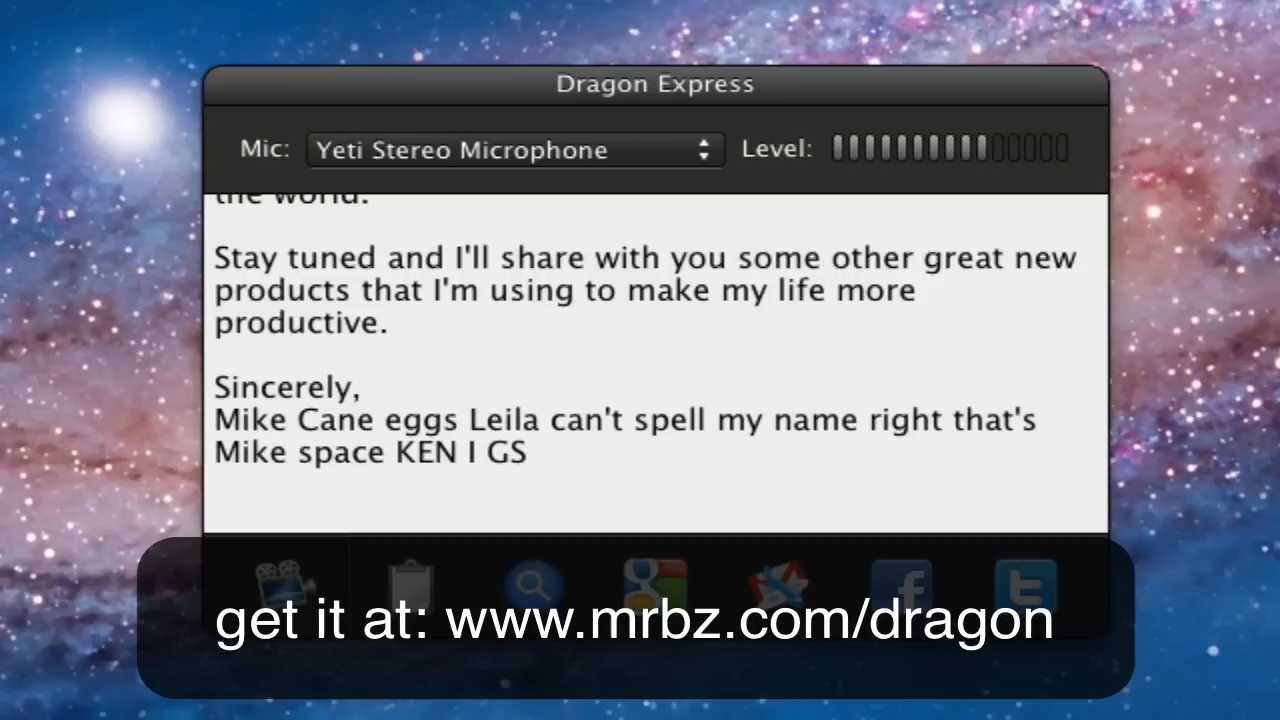 Dragon Express
Mic: Yeti Stereo Microphone Level:
the world.
Stay tuned and I'll share with you some other great new
products that I'm using to make my life more
productive.
Sincerely,
Mike Cane eggs Leila can't spell my name right that's
Mike space KEN I GS
get it at: www.mrbz.com/dragon